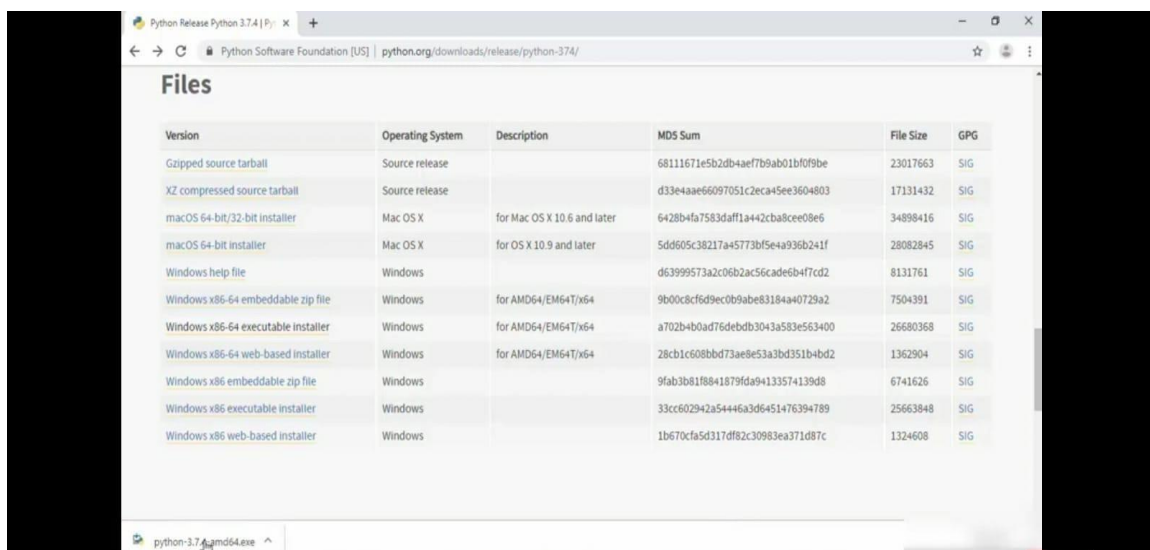 Python Release Python 3.7.4 | Py
Python Software Foundation [US] | python.org/downloads/release/python-374/
Files
Version Operating System Description MD5 Sum File Size GPG
Gzipped source tarball Source release 68111671e5b2db4aef7b9ab01bf0f9be 23017663 SIG
XZ compressed source tarball Source release d33e4aae66097051c2eca45ee3604803 17131432 SIG
macOS 64-bit/32-bit installer Mac OS X for Mac OS X 10.6 and later 6428b4fa7583daff1a442cba8cee08e6 34898416 SIG
macOS 64-bit installer Mac OS X for OS X 10.9 and later 5dd605c38217a45773bf5e4a936b241f 28082845 SIG
Windows help file Windows d63999573a2c06b2ac56cade6b4f7cd2 8131761 SIG
Windows x86-64 embeddable zip file Windows for AMD64/EM64T/x64 9b00c8cf6d9ec0b9abe83184a40729a2 7504391 SIG
Windows x86-64 executable installer Windows for AMD64/EM64T/x64 a702b4b0ad76debdb3043a583e563400 26680368 SIG
Windows x86-64 web-based installer Windows for AMD64/EM64T/x64 28cb1c608bbd73ae8e53a3bd351b4bd2 1362904 SIG
Windows x86 embeddable zip file Windows 9fab3b81f8841879fda94133574139d8 6741626 SIG
Windows x86 executable installer Windows 33cc602942a54446a3d6451476394789 25663848 SIG
Windows x86 web-based installer Windows 1b670cfa5d317df82c30983ea371d87c 1324608 SIG
python-3.7.4-amd64.exe